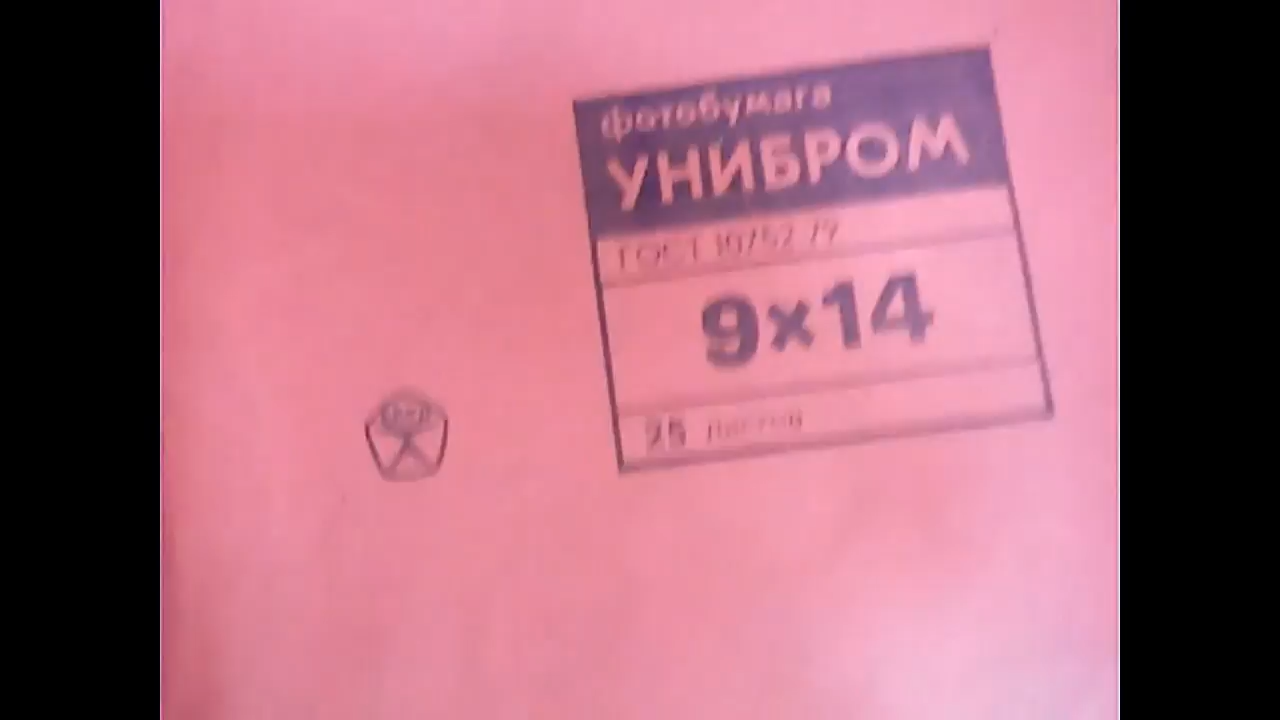 фотобумага
УНИБРОМ
ГОСТ 10752-79
9×14
25 листов